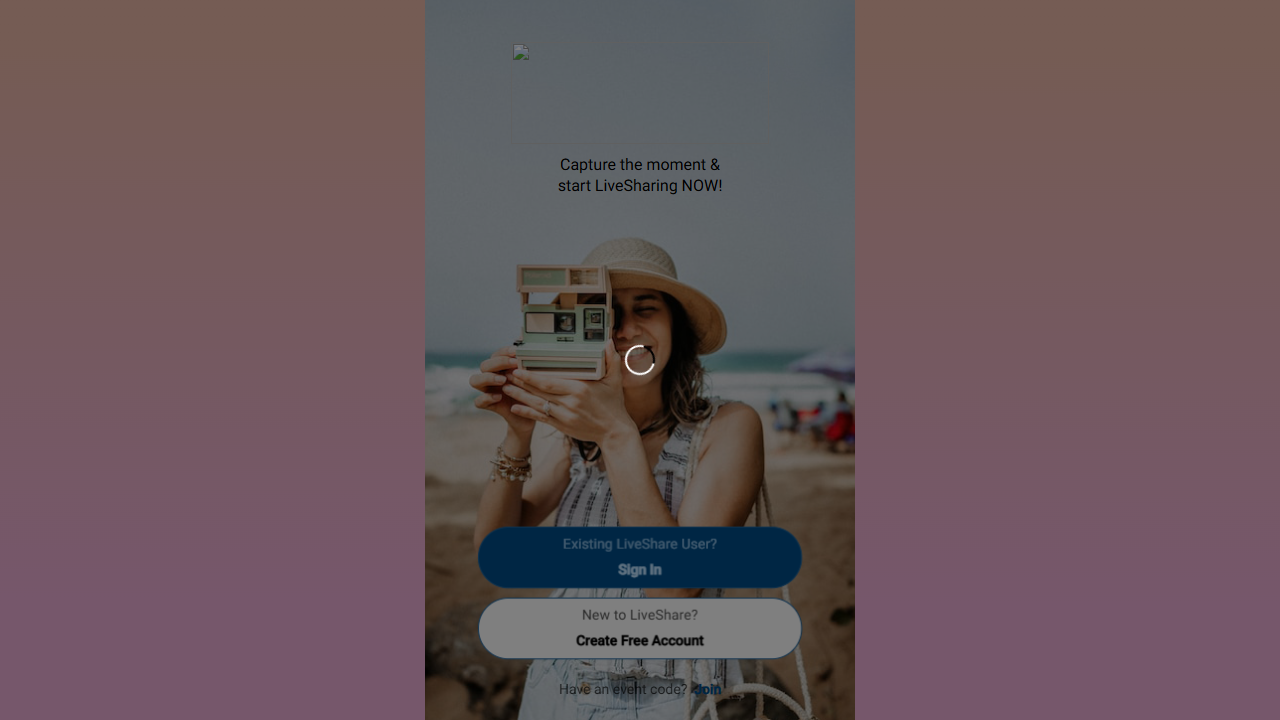 Capture the moment &
start LiveSharing NOW!
Existing LiveShare User?
Sign In
New to LiveShare?
Create Free Account
Have an event code? Join